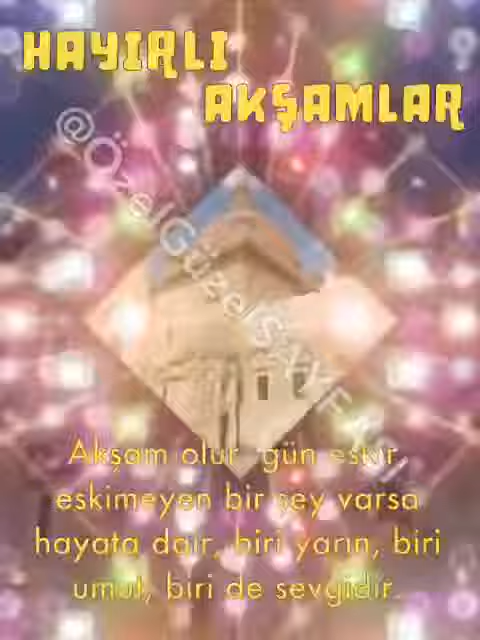 HAYIRLI
AKŞAMLAR
@ÖzelGüzelSAYFA
Akşam olur, gün eskir,
eskimeyen bir şey varsa
hayata dair, biri yarın, biri
umut, biri de sevgidir.